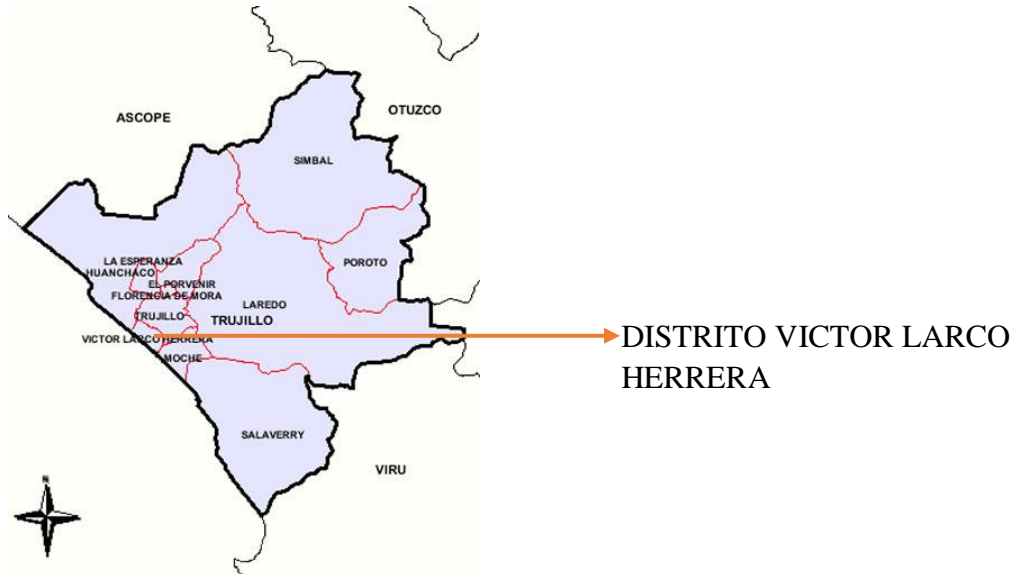 ASCOPE
OTUZCO
SIMBAL
LA ESPERANZA
HUANCHACO
POROTO
EL PORVENIR
FLORENCIA DE MORA
LAREDO
TRUJILLO
TRUJILLO
VICTOR LARCO HERRERA
MOCHE
SALAVERRY
VIRU
N
DISTRITO VICTOR LARCO
HERRERA